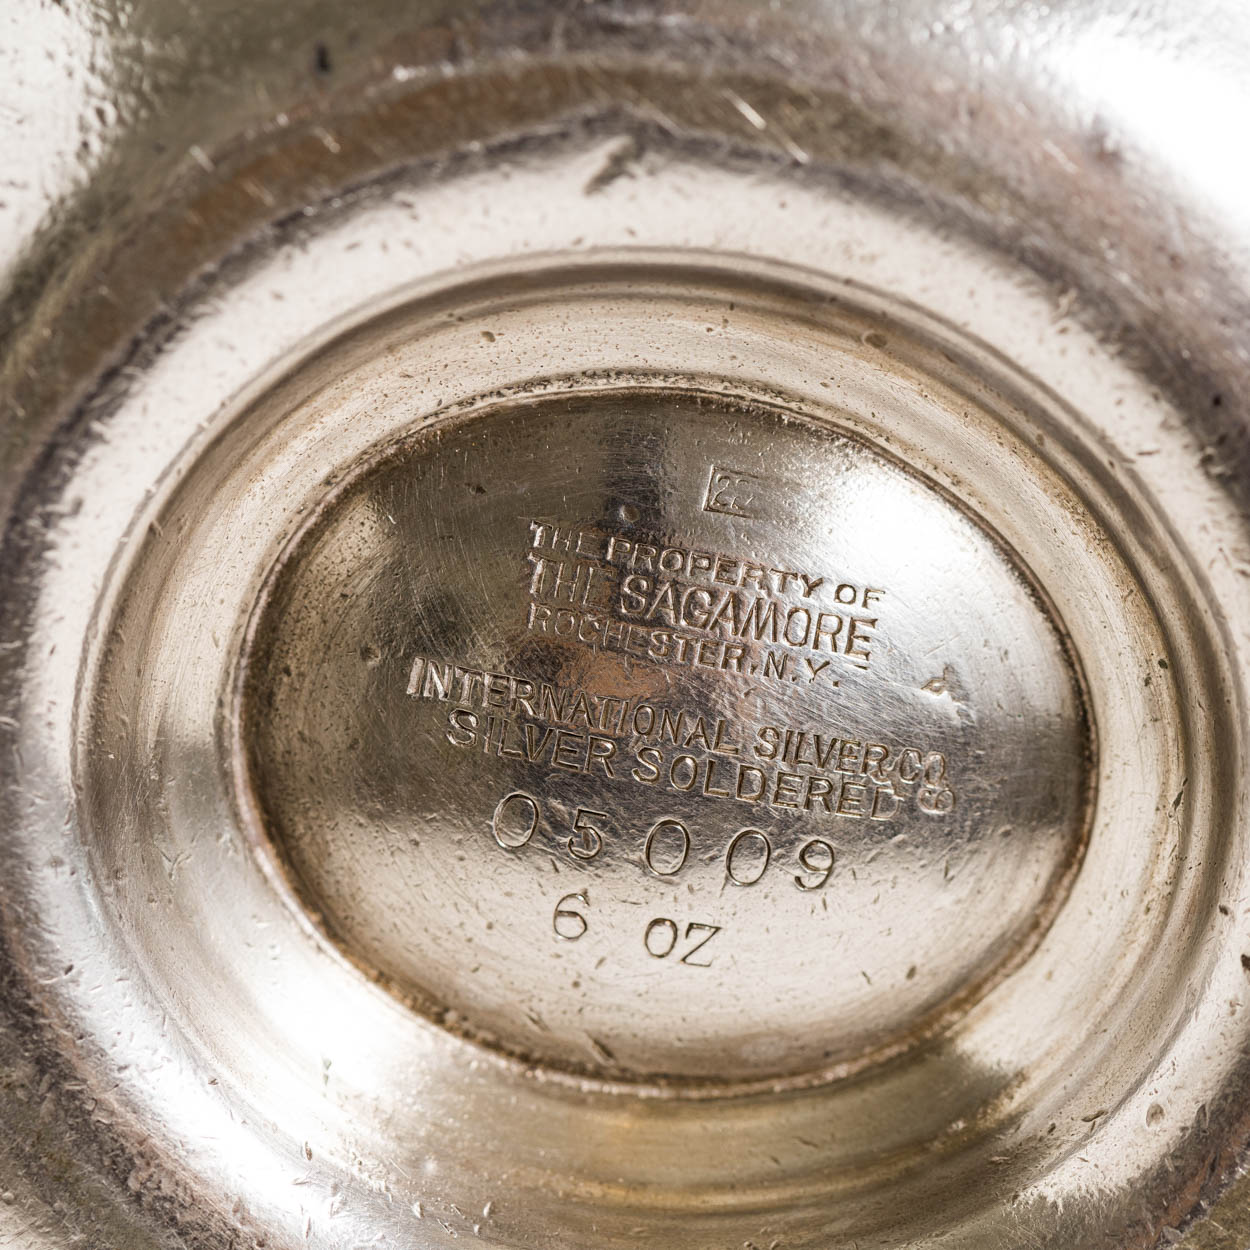 THE PROPERTY OF
THE SAGAMORE
ROCHESTER, N.Y.
INTERNATIONAL SILVER CO.
SILVER SOLDERED
05009
6 OZ